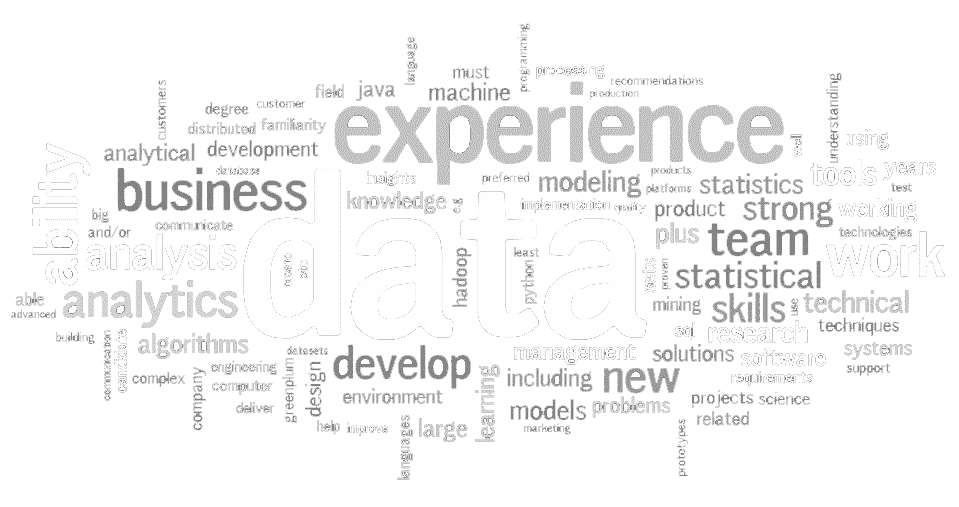 language
programming
must
processing
recommendations
customers
field
java
machine
production
understanding
degree
customer
experience
distributed
familiarity
well
using
analytical
development
ability
database
business
insights
preferred
modeling
products
platforms
statistics
tools
years
test
knowledge
e.g
implementation
quality
product
strong
working
big
and/or
communicate
data
plus
team
technologies
analysis
create
hadoop
least
python
sets
proven
statistical
work
able
advanced
analytics
mining
skills
use
technical
building
communication
candidate
algorithms
sql
research
techniques
datasets
develop
management
solutions
software
systems
complex
company
engineering
computer
greenplum
design
environment
including
new
requirements
support
deliver
learning
models
problems
projects
science
help
improve
languages
large
marketing
related
prototypes